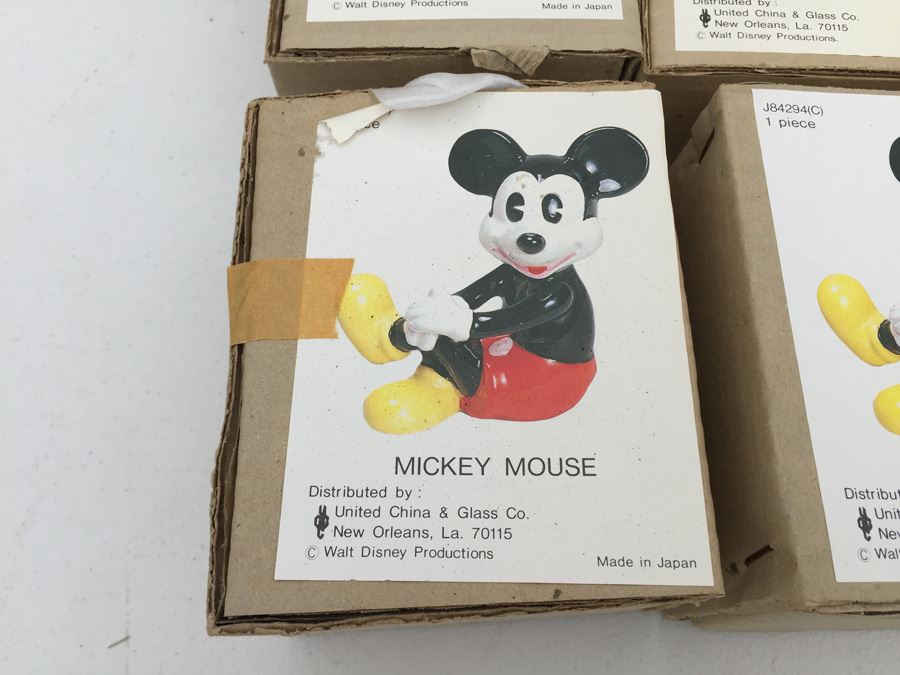 © Walt Disney Productions
Made in Japan
Distributed by :
United China & Glass Co.
New Orleans, La. 70115
© Walt Disney Productions.
MICKEY MOUSE
Distributed by :
United China & Glass Co.
New Orleans, La. 70115
© Walt Disney Productions
Made in Japan
J84294(C)
1 piece